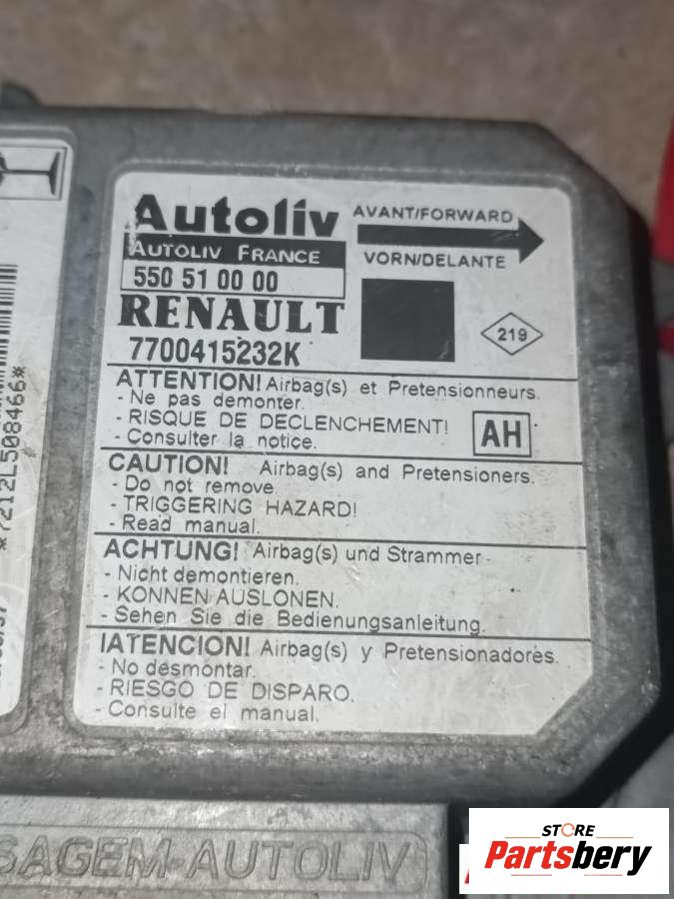 Autoliv
AUTOLIV FRANCE
550 51 00 00
RENAULT
7700415232K
AVANT/FORWARD
VORN/DELANTE
219
ATTENTION! Airbag(s) et Pretensionneurs.
- Ne pas demonter.
- RISQUE DE DECLENCHEMENT!
- Consulter la notice.
AH
CAUTION! Airbag(s) and Pretensioners.
- Do not remove
- TRIGGERING HAZARD!
- Read manual.
ACHTUNG! Airbag(s) und Strammer-
- Nicht demontieren.
- KONNEN AUSLONEN.
- Sehen Sie die Bedienungsanleitung.
IATENCION! Airbag(s) y Pretensionadores.
- No desmontar.
- RIESGO DE DISPARO.
- Consulte el manual.
*7212L508466*
SAGEM-AUTOLIV
STORE
Partsbery